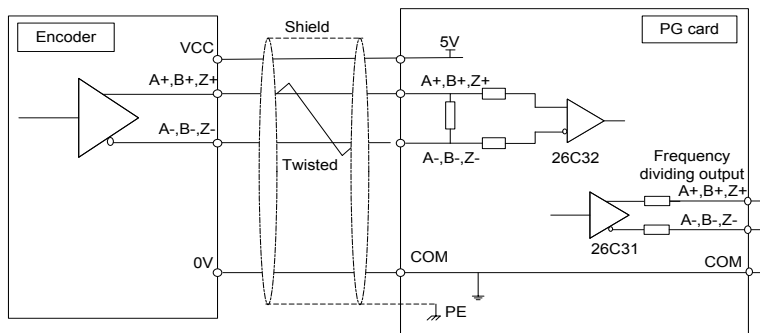 Encoder
Shield
PG card
VCC
5V
A+,B+,Z+
A+,B+,Z+
A-,B-,Z-
Twisted
A-,B-,Z-
26C32
Frequency
dividing output
A+,B+,Z+
A-,B-,Z-
26C31
0V
COM
COM
PE